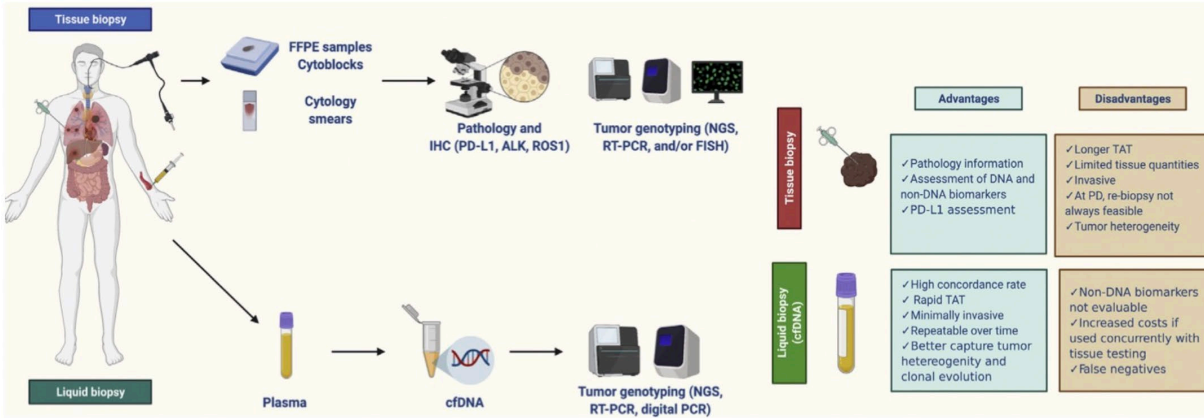 Tissue biopsy
FFPE samples
Cytoblocks
Cytology
smears
Pathology and
IHC (PD-L1, ALK, ROS1)
Tumor genotyping (NGS,
RT-PCR, and/or FISH)
Liquid biopsy
Plasma
cfDNA
Tumor genotyping (NGS,
RT-PCR, digital PCR)
Advantages
Disadvantages
Tissue biopsy
✓Pathology information
✓Assessment of DNA and
non-DNA biomarkers
✓PD-L1 assessment
✓Longer TAT
✓Limited tissue quantities
✓Invasive
✓At PD, re-biopsy not
always feasible
✓Tumor heterogeneity
Liquid biopsy
(cfDNA)
✓High concordance rate
✓ Rapid TAT
✓Minimally invasive
✓Repeatable over time
✓Better capture tumor
hetereogenity and
clonal evolution
✓Non-DNA biomarkers
not evaluable
✓Increased costs if
used concurrently with
tissue testing
✓False negatives